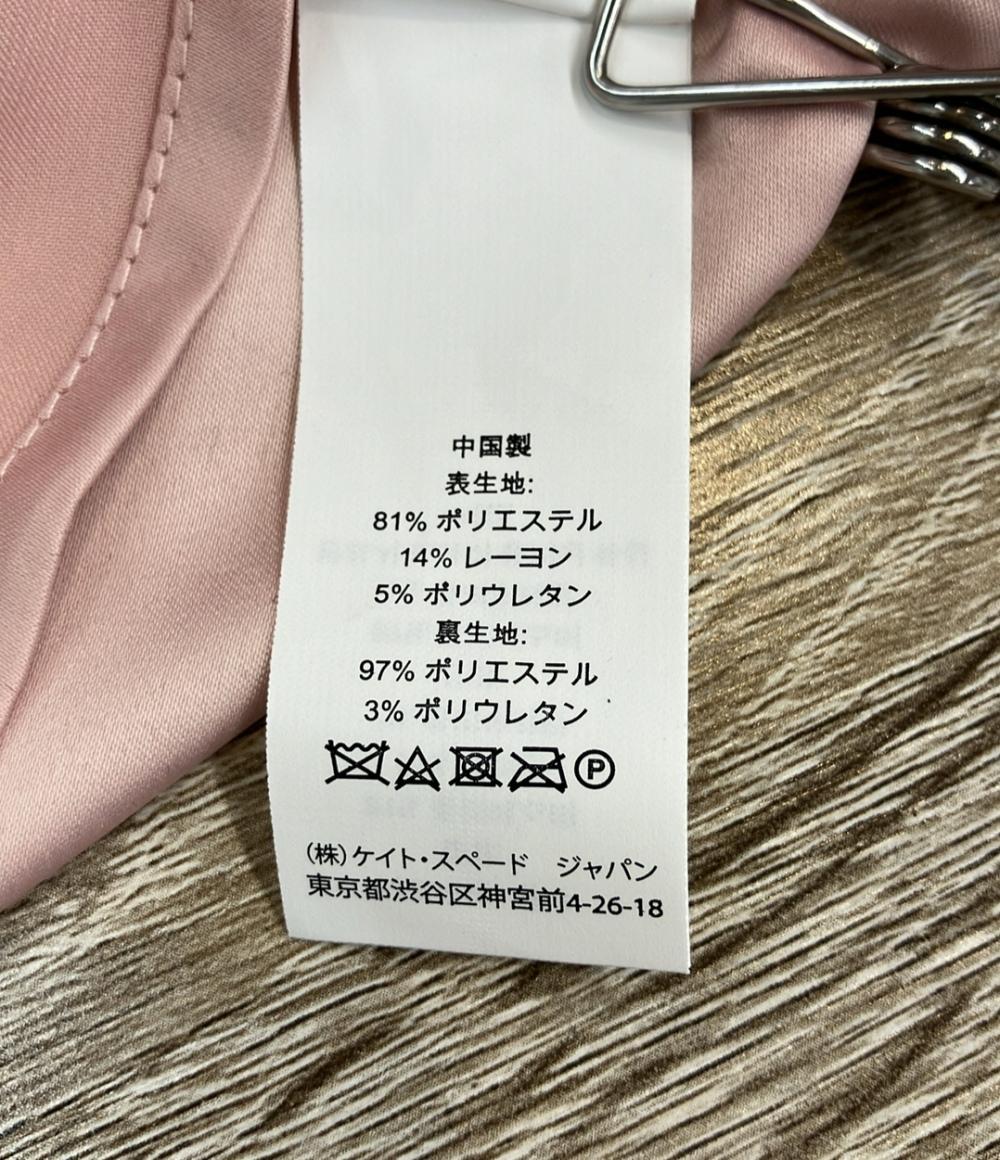 中国製
表生地:
81% ポリエステル
14% レーヨン
5% ポリウレタン
裏生地:
97% ポリエステル
3% ポリウレタン
P
(株)ケイト・スペード　ジャパン
東京都渋谷区神宮前4-26-18